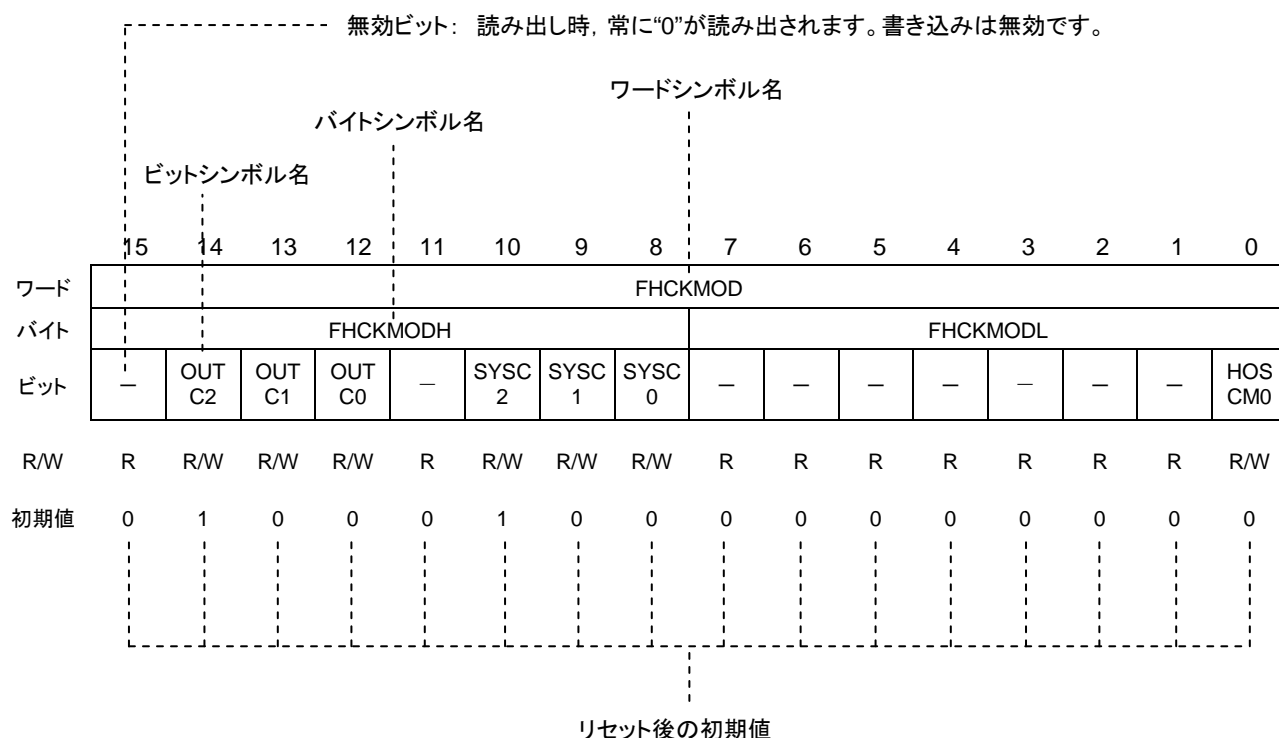 無効ビット: 読み出し時, 常に“0”が読み出されます。書き込みは無効です。
ワードシンボル名
バイトシンボル名
ビットシンボル名
15 14 13 12 11 10 9 8 7 6 5 4 3 2 1 0
ワード FHCKMOD
バイト FHCKMODH FHCKMODL
ビット － OUT C2 OUT C1 OUT C0 － SYSC 2 SYSC 1 SYSC 0 － － － － － － － HOS CM0
R/W R R/W R/W R/W R R/W R/W R/W R R R R R R R R/W
初期値 0 1 0 0 0 1 0 0 0 0 0 0 0 0 0 0
リセット後の初期値